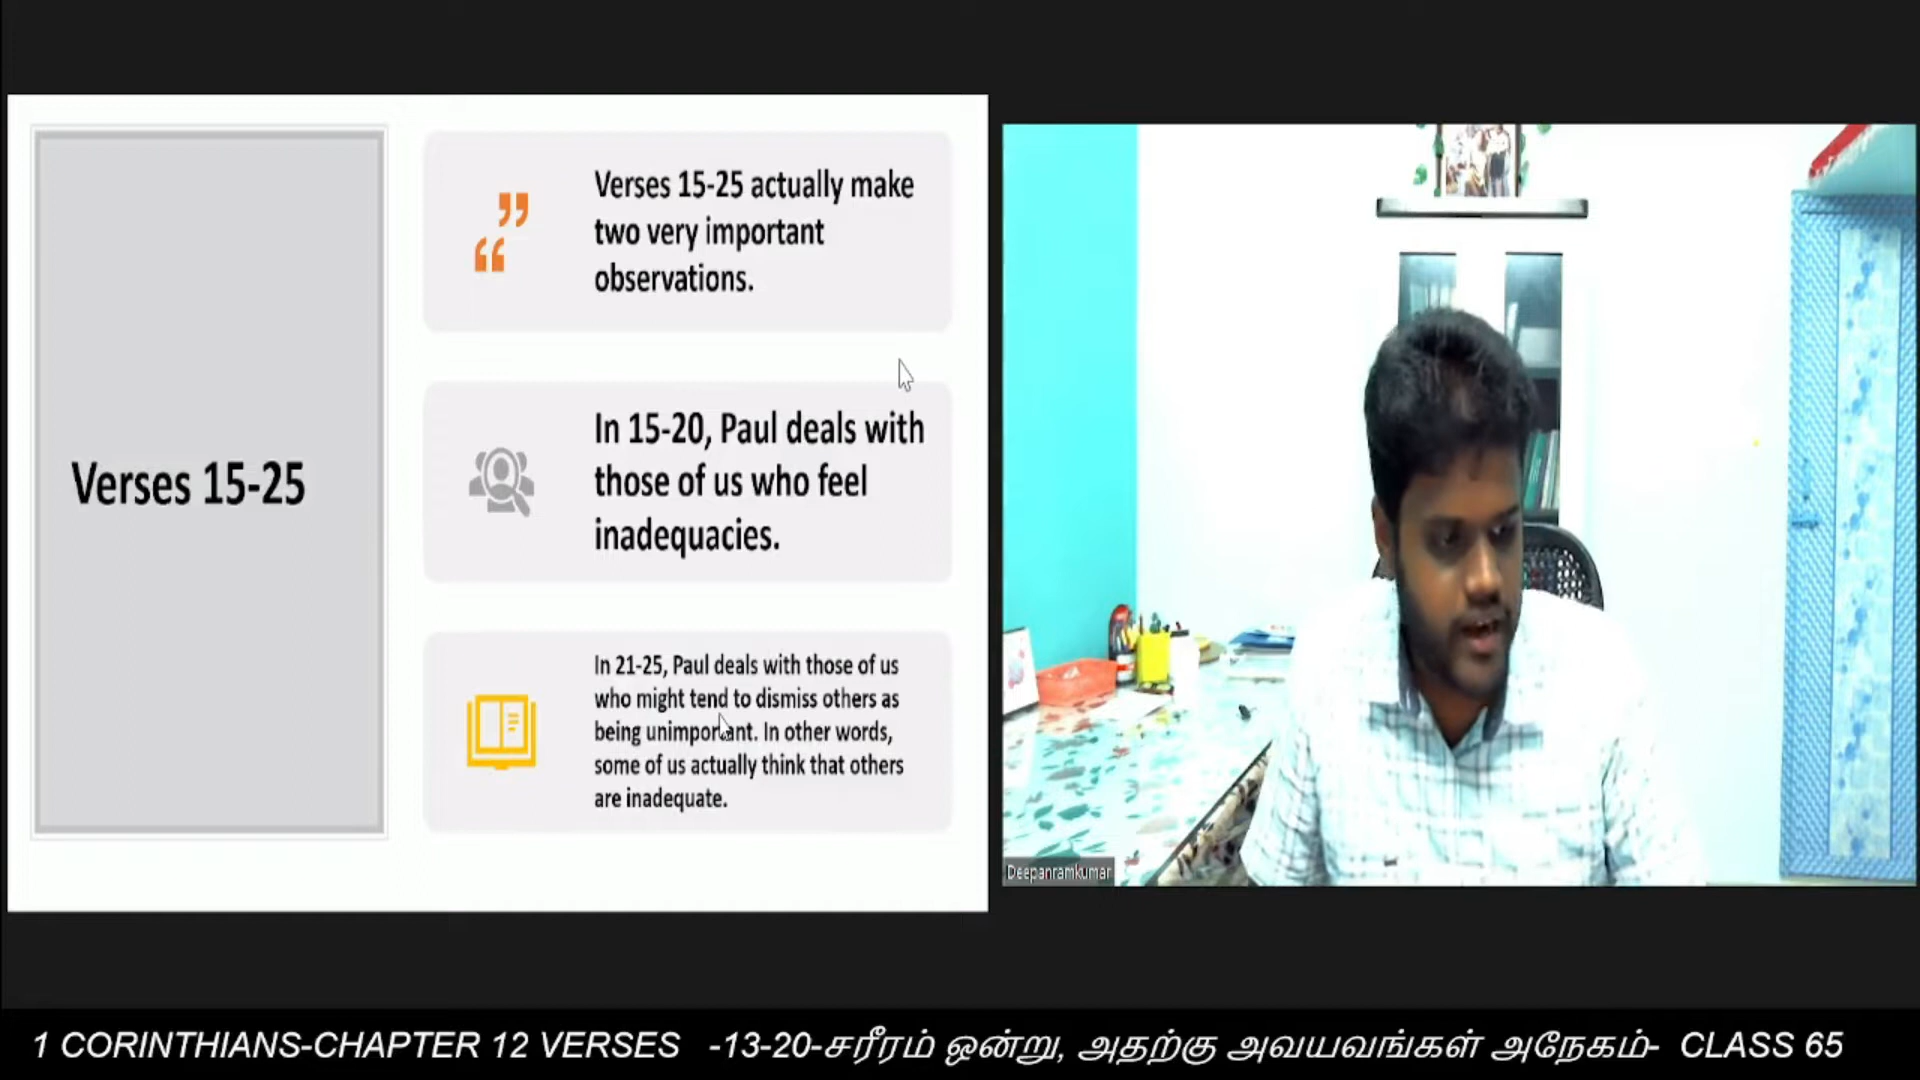 Verses 15-25
Verses 15-25 actually make
two very important
observations.
In 15-20, Paul deals with
those of us who feel
inadequacies.
In 21-25, Paul deals with those of us
who might tend to dismiss others as
being unimportant. In other words,
some of us actually think that others
are inadequate.
Deepanramkumar
1 CORINTHIANS-CHAPTER 12 VERSES -13-20-சரீரம் ஒன்று, அதற்கு அவயவங்கள் அநேகம்- CLASS 65